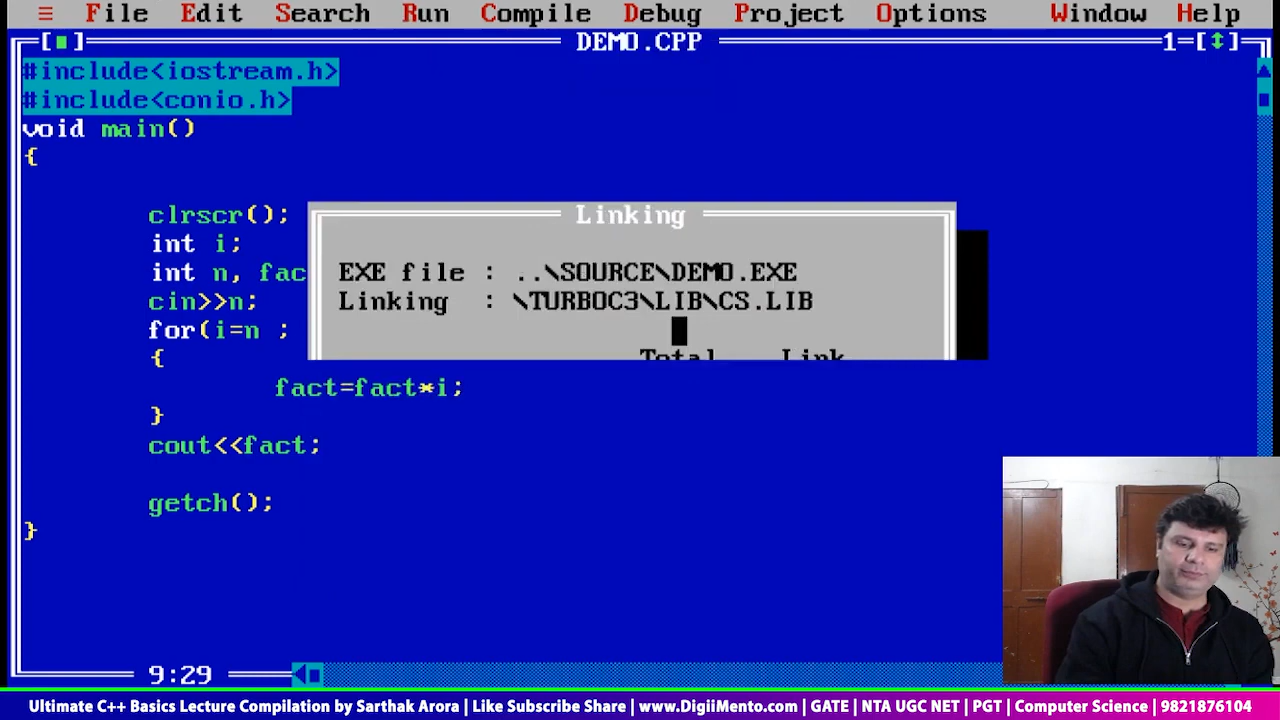 ≡ File Edit Search Run Compile Debug Project Options Window Help
[■] DEMO.CPP 1=[↕]
#include<iostream.h>
#include<conio.h>
void main()
{
clrscr();
int i;
int n, fac
cin>>n;
for(i=n ;
{
fact=fact*i;
}
cout<<fact;
getch();
}
Linking
EXE file : ..\SOURCE\DEMO.EXE
Linking : \TURBOC3\LIB\CS.LIB
Total Link
9:29
Ultimate C++ Basics Lecture Compilation by Sarthak Arora | Like Subscribe Share | www.DigiiMento.com | GATE | NTA UGC NET | PGT | Computer Science | 9821876104